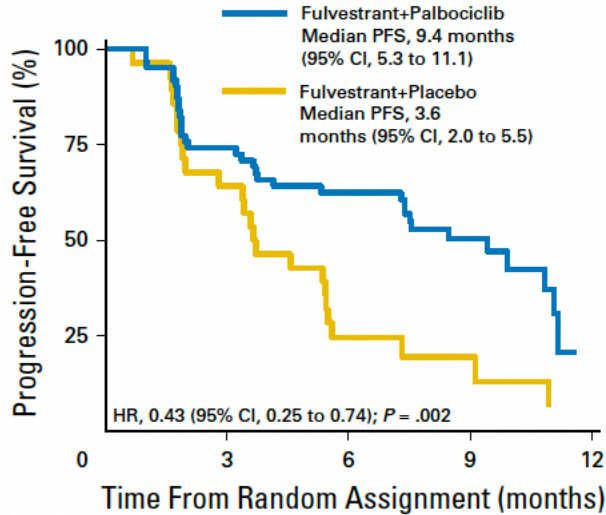 Fulvestrant+Palbociclib
Median PFS, 9.4 months
(95% CI, 5.3 to 11.1)
Fulvestrant+Placebo
Median PFS, 3.6
months (95% CI, 2.0 to 5.5)
Progression-Free Survival (%)
100
75
50
25
HR, 0.43 (95% CI, 0.25 to 0.74); P = .002
0
3
6
9
12
Time From Random Assignment (months)